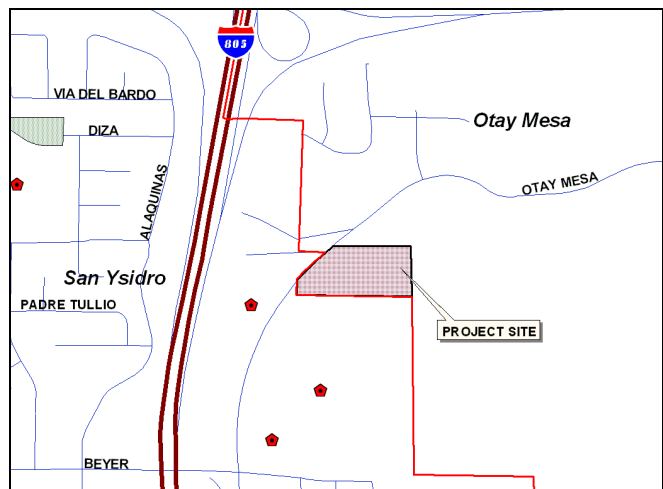 805
VIA DEL BARDO
DIZA
Otay Mesa
OTAY MESA
ALAQUINAS
San Ysidro
PADRE TULLIO
PROJECT SITE
BEYER